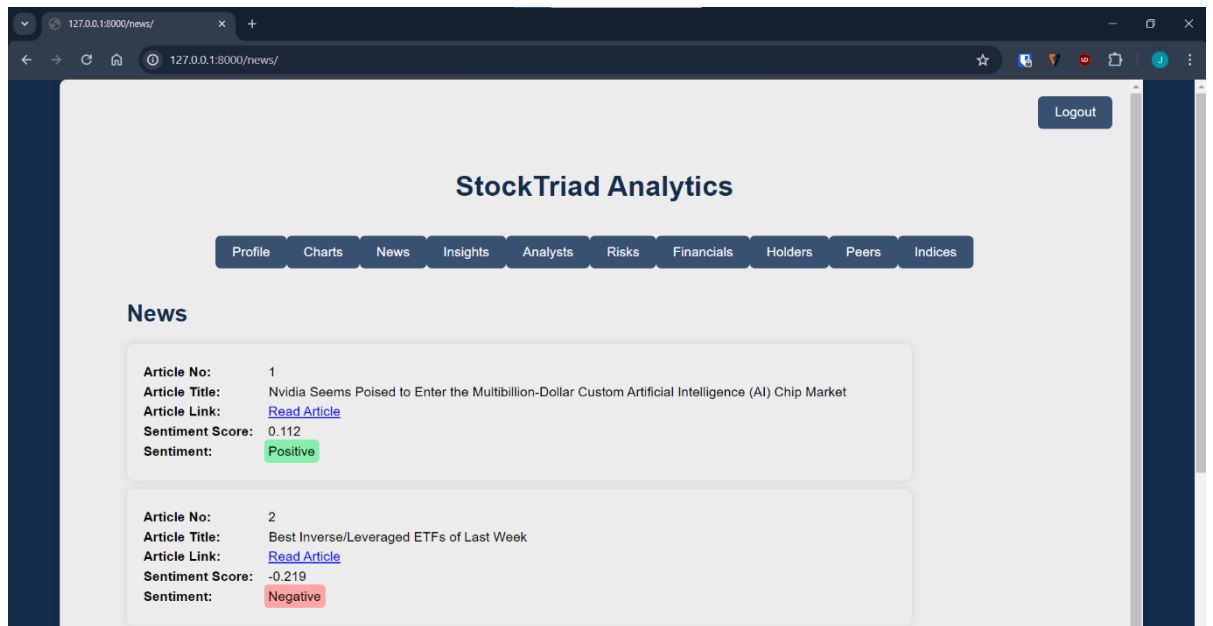 127.0.0.1:8000/news/
127.0.0.1:8000/news/
J
Logout
StockTriad Analytics
Profile Charts News Insights Analysts Risks Financials Holders Peers Indices
News
Article No: 1
Article Title: Nvidia Seems Poised to Enter the Multibillion-Dollar Custom Artificial Intelligence (AI) Chip Market
Article Link: Read Article
Sentiment Score: 0.112
Sentiment: Positive
Article No: 2
Article Title: Best Inverse/Leveraged ETFs of Last Week
Article Link: Read Article
Sentiment Score: -0.219
Sentiment: Negative